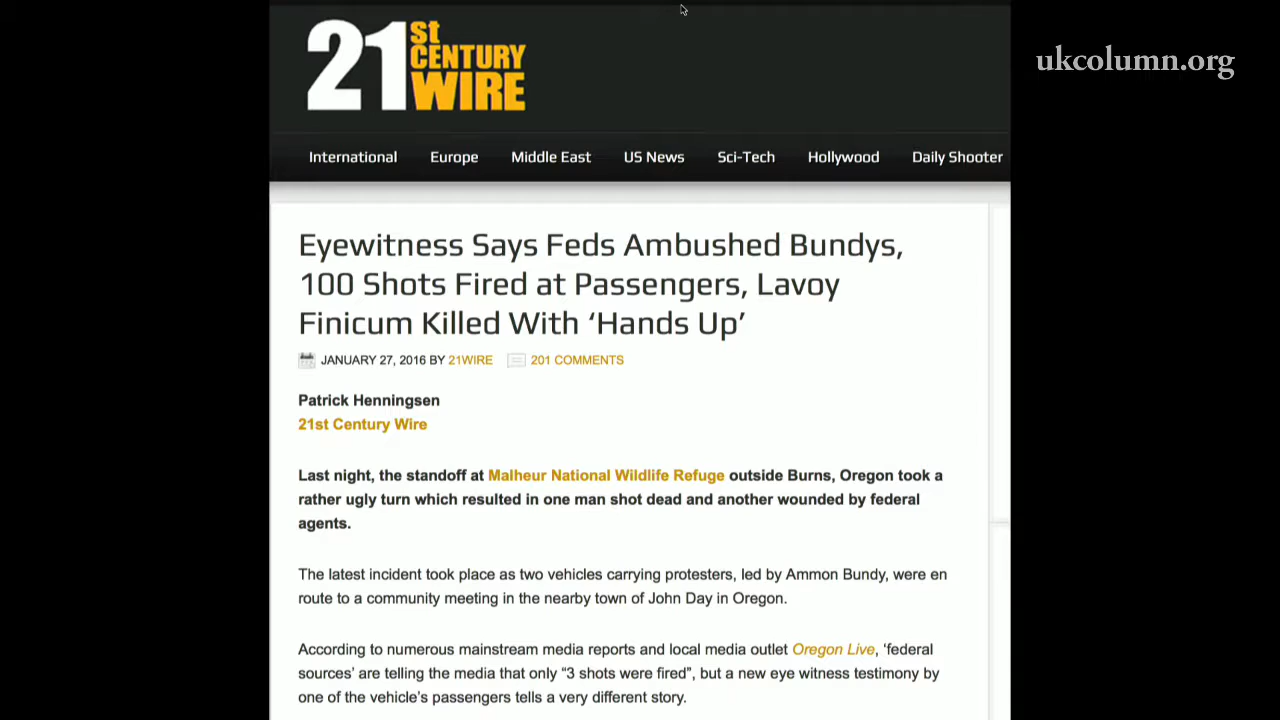 21st CENTURY WIRE
ukcolumn.org
International Europe Middle East US News Sci-Tech Hollywood Daily Shooter
Eyewitness Says Feds Ambushed Bundys,
100 Shots Fired at Passengers, Lavoy
Finicum Killed With ‘Hands Up’
JANUARY 27, 2016 BY 21WIRE 201 COMMENTS
Patrick Henningsen
21st Century Wire
Last night, the standoff at Malheur National Wildlife Refuge outside Burns, Oregon took a
rather ugly turn which resulted in one man shot dead and another wounded by federal
agents.
The latest incident took place as two vehicles carrying protesters, led by Ammon Bundy, were en
route to a community meeting in the nearby town of John Day in Oregon.
According to numerous mainstream media reports and local media outlet Oregon Live, ‘federal
sources’ are telling the media that only “3 shots were fired”, but a new eye witness testimony by
one of the vehicle’s passengers tells a very different story.